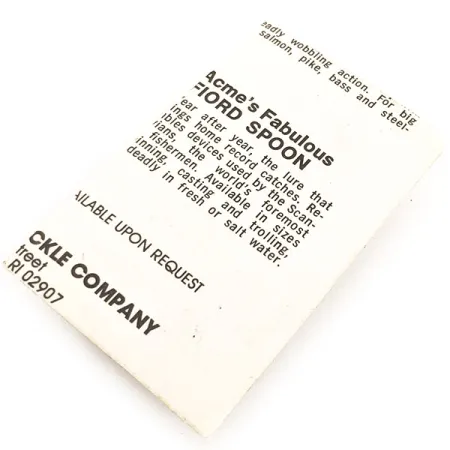 eadly wobbling action. For big
salmon, pike, bass and steel-
Acme's Fabulous
FIORD SPOON
ear after year, the lure that
ings home record catches. Re-
bles devices used by the Scan-
ians, the world's foremost
fishermen. Available in sizes
inning, casting and trolling,
deadly in fresh or salt water.
AILABLE UPON REQUEST
CKLE COMPANY
treet
RI 02907